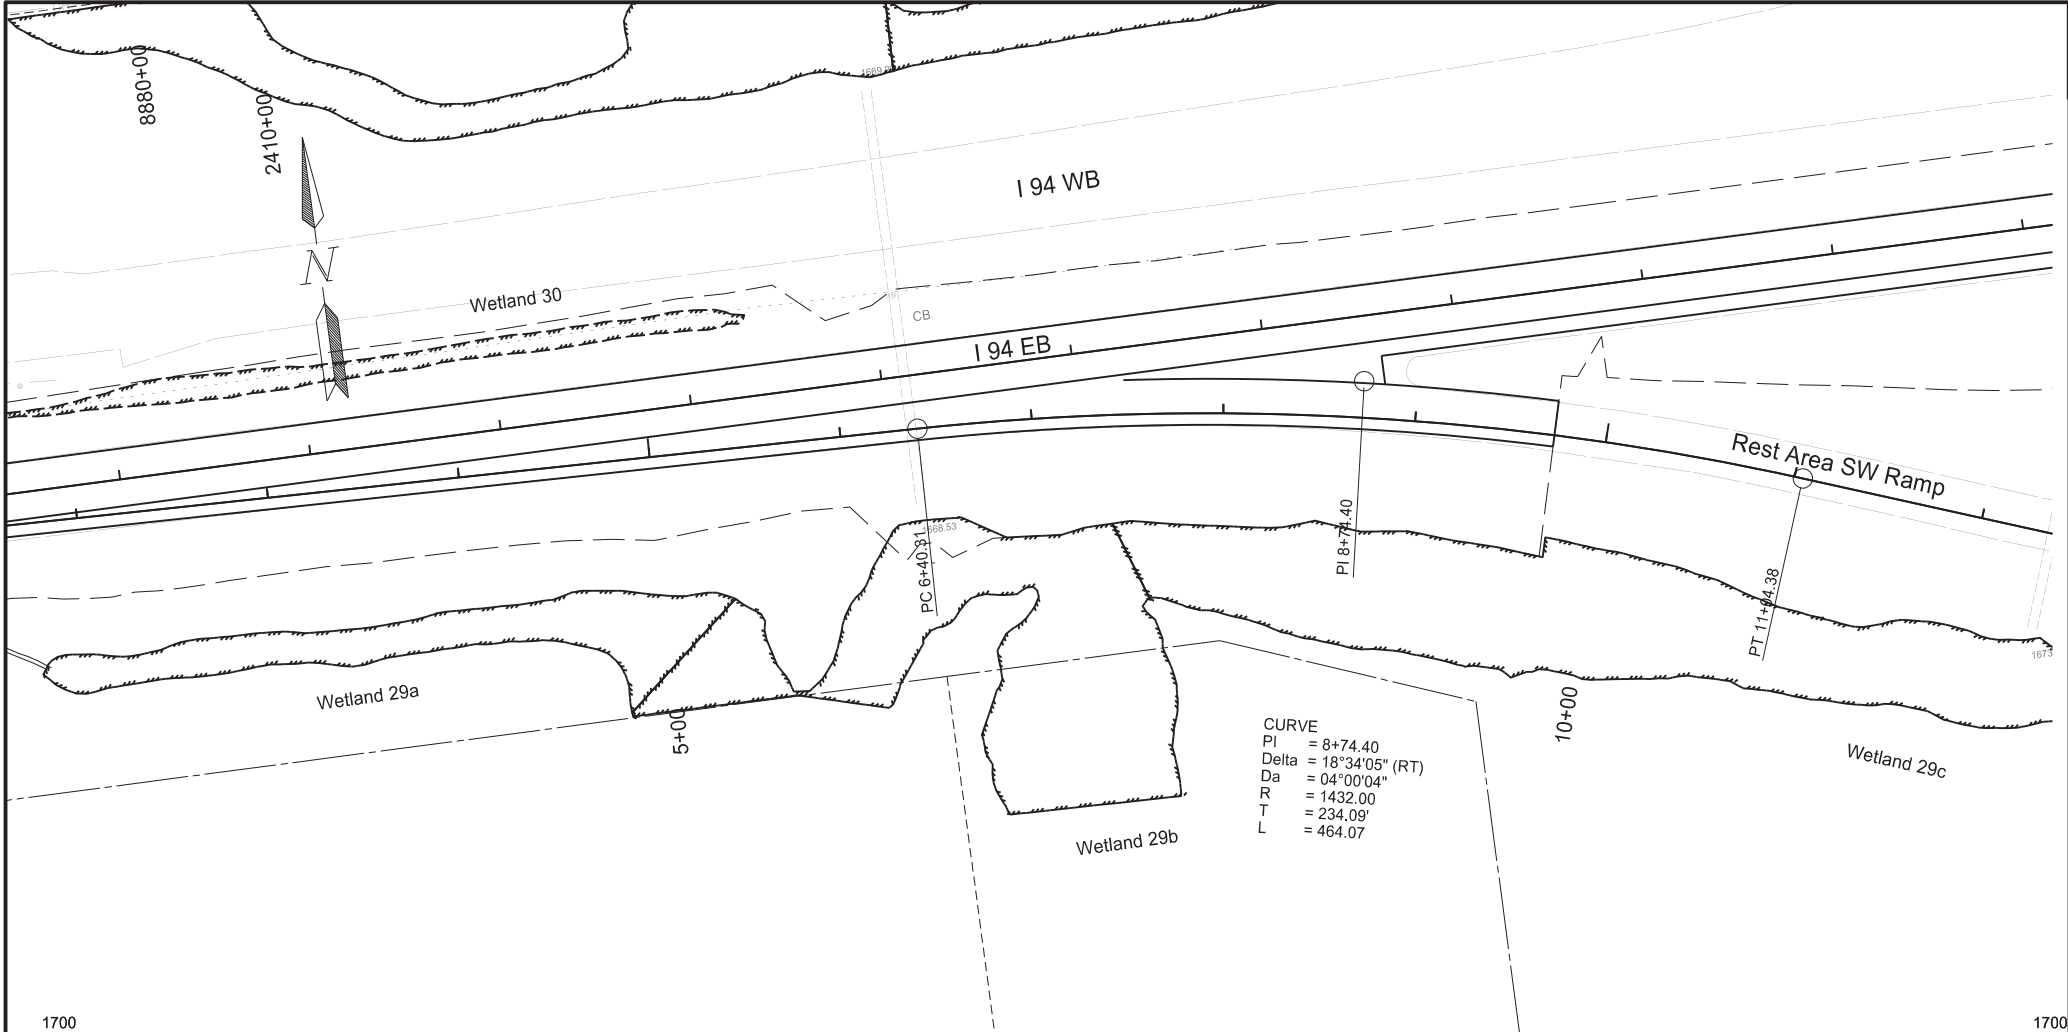 8880+00
2410+00
I 94 WB
N
Wetland 30
CB
I 94 EB
Rest Area SW Ramp
1668.53
PC 6+40.31
PI 8+74.40
PT 11+04.38
1673
Wetland 29a
5+00
10+00
CURVE
PI = 8+74.40
Delta = 18°34'05" (RT)
Da = 04°00'04"
R = 1432.00
T = 234.09'
L = 464.07
Wetland 29c
Wetland 29b
1700
1700